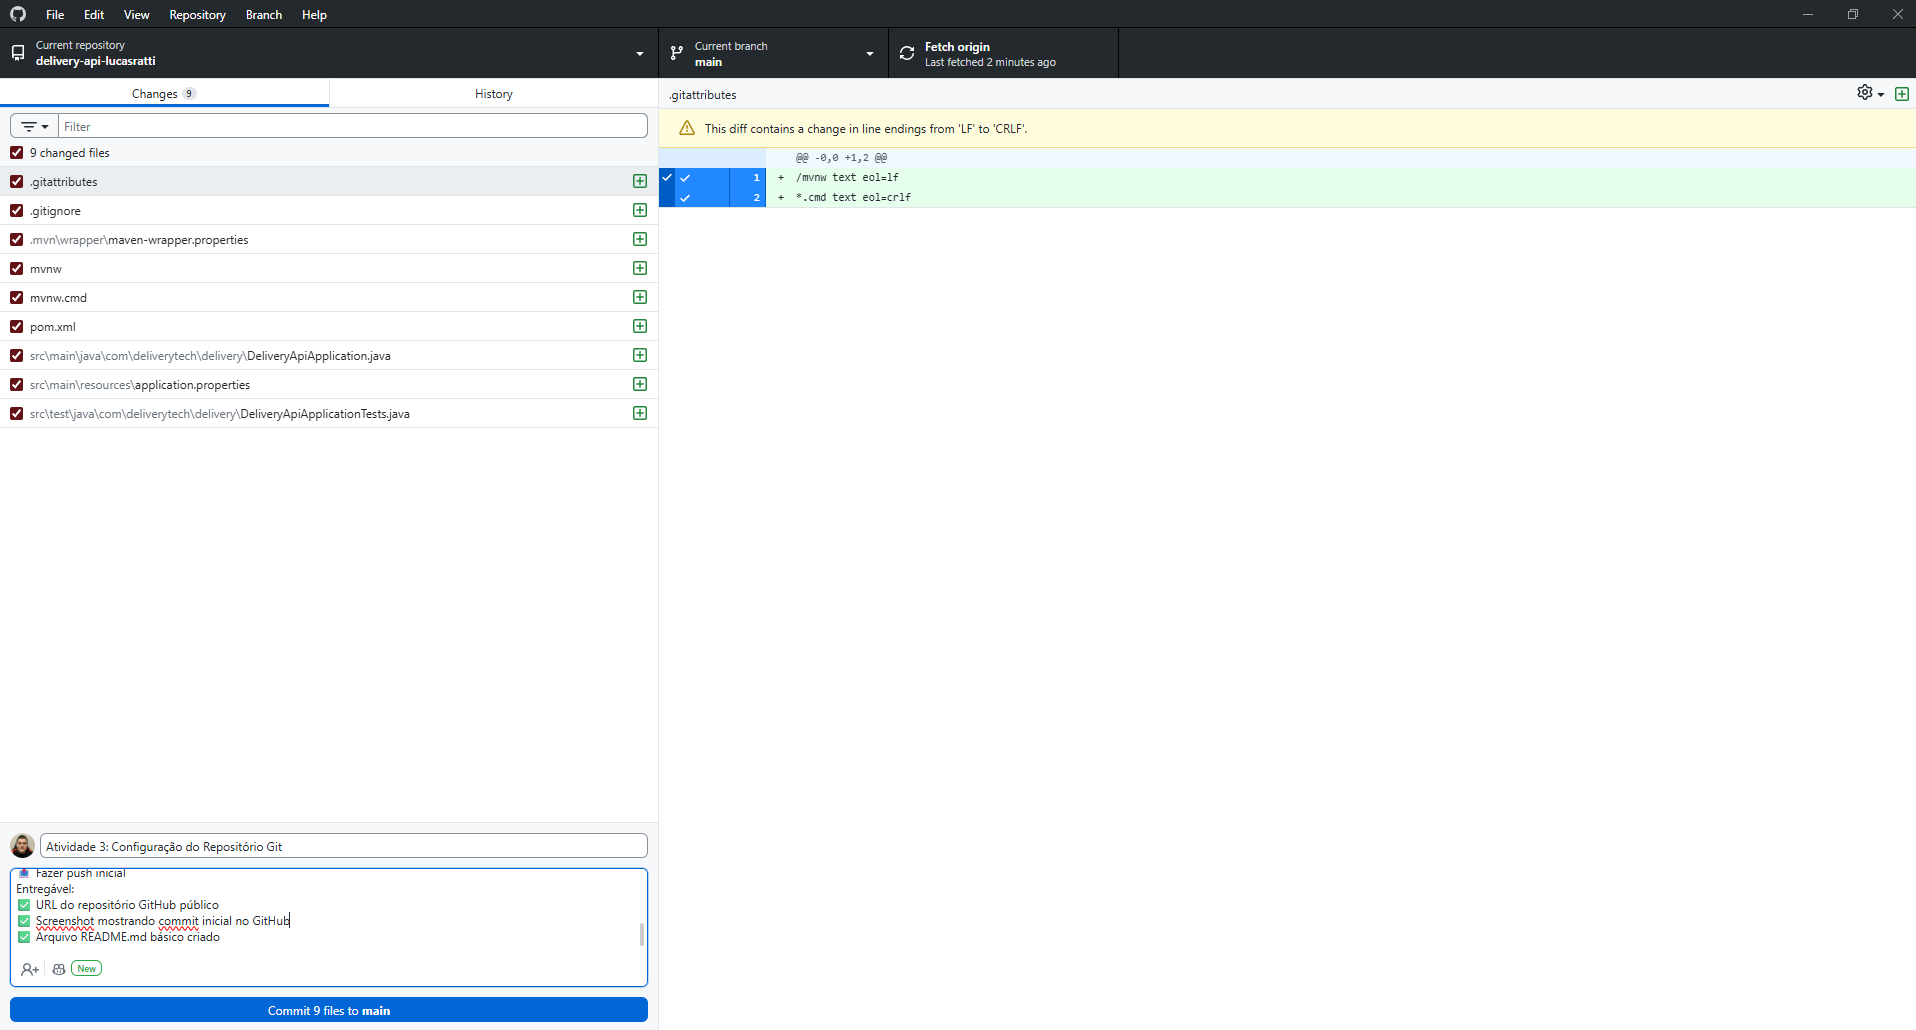 File Edit View Repository Branch Help
Current repository
delivery-api-lucasratti
Current branch
main
Fetch origin
Last fetched 2 minutes ago
Changes 9
History
Filter
9 changed files
.gitattributes
.gitignore
.mvn\wrapper\maven-wrapper.properties
mvnw
mvnw.cmd
pom.xml
src\main\java\com\deliverytech\delivery\DeliveryApiApplication.java
src\main\resources\application.properties
src\test\java\com\deliverytech\delivery\DeliveryApiApplicationTests.java
Atividade 3: Configuração do Repositório Git
Fazer push inicial
Entregável:
✅ URL do repositório GitHub público
✅ Screenshot mostrando commit inicial no GitHub
✅ Arquivo README.md básico criado
New
Commit 9 files to main
.gitattributes
This diff contains a change in line endings from 'LF' to 'CRLF'.
@@ -0,0 +1,2 @@
1 + /mvnw text eol=lf
2 + *.cmd text eol=crlf